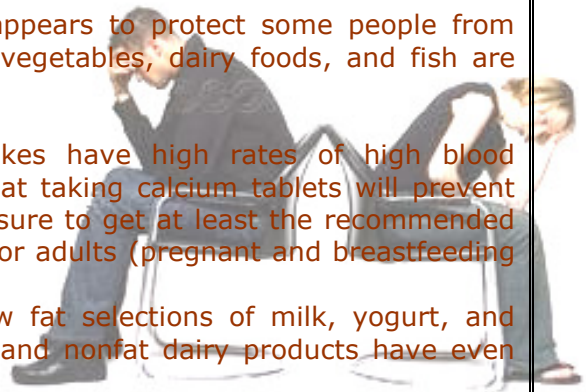 appears to protect some people from
vegetables, dairy foods, and fish are
kes have high rates of high blood
at taking calcium tablets will prevent
sure to get at least the recommended
or adults (pregnant and breastfeeding
w fat selections of milk, yogurt, and
and nonfat dairy products have even